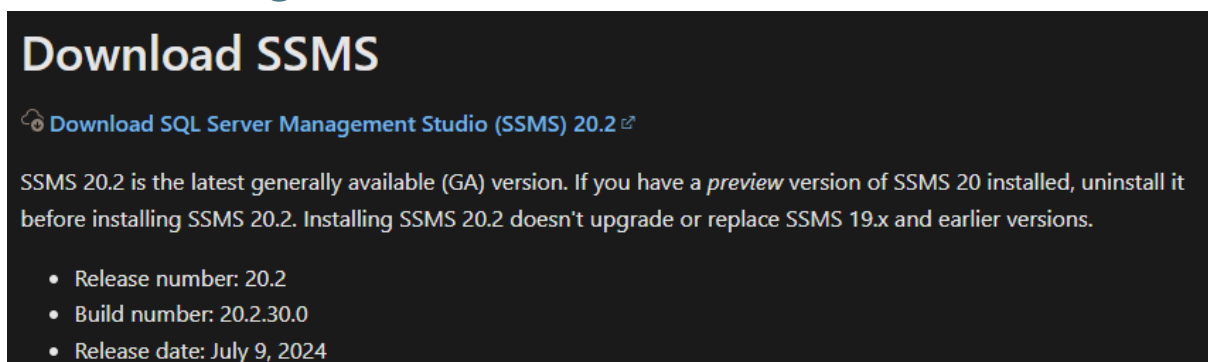 Download SSMS
Download SQL Server Management Studio (SSMS) 20.2
SSMS 20.2 is the latest generally available (GA) version. If you have a preview version of SSMS 20 installed, uninstall it
before installing SSMS 20.2. Installing SSMS 20.2 doesn't upgrade or replace SSMS 19.x and earlier versions.
• Release number: 20.2
• Build number: 20.2.30.0
• Release date: July 9, 2024